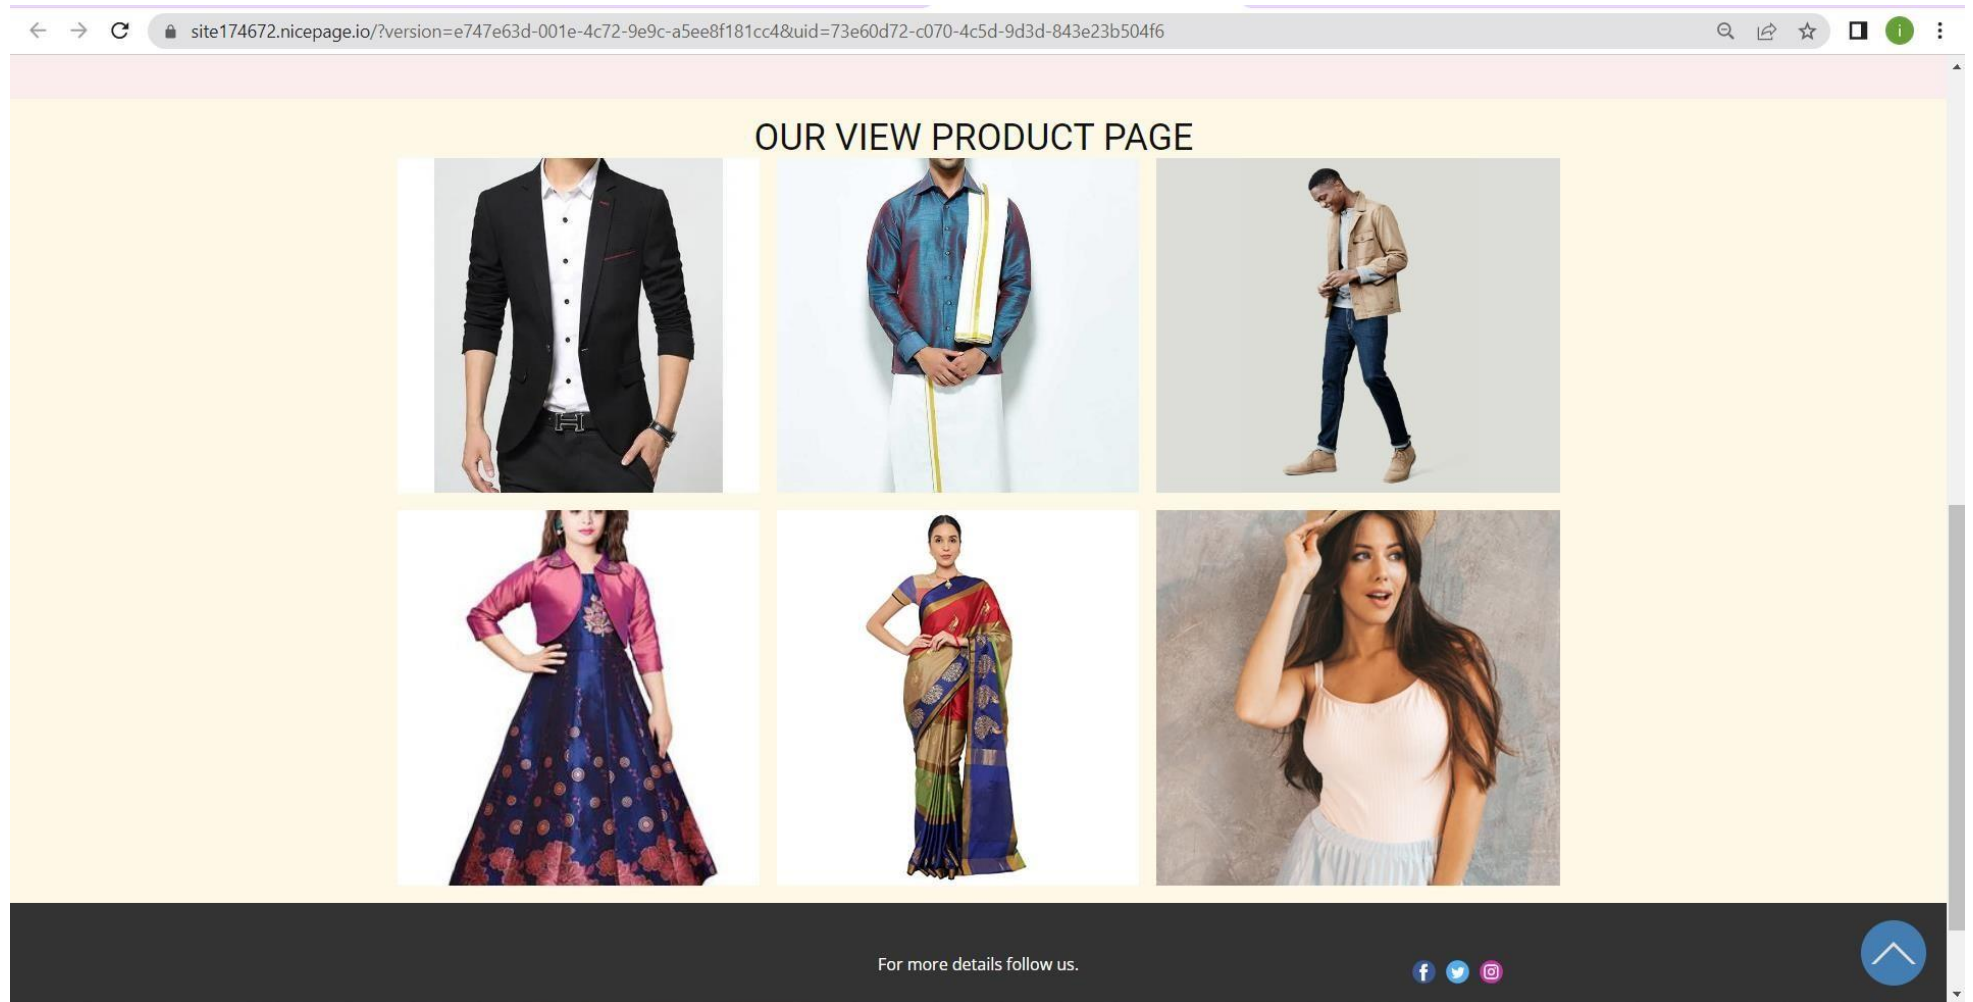 site174672.nicepage.io/?version=e747e63d-001e-4c72-9e9c-a5ee8f181cc4&uid=73e60d72-c070-4c5d-9d3d-843e23b504f6
i
OUR VIEW PRODUCT PAGE
For more details follow us.